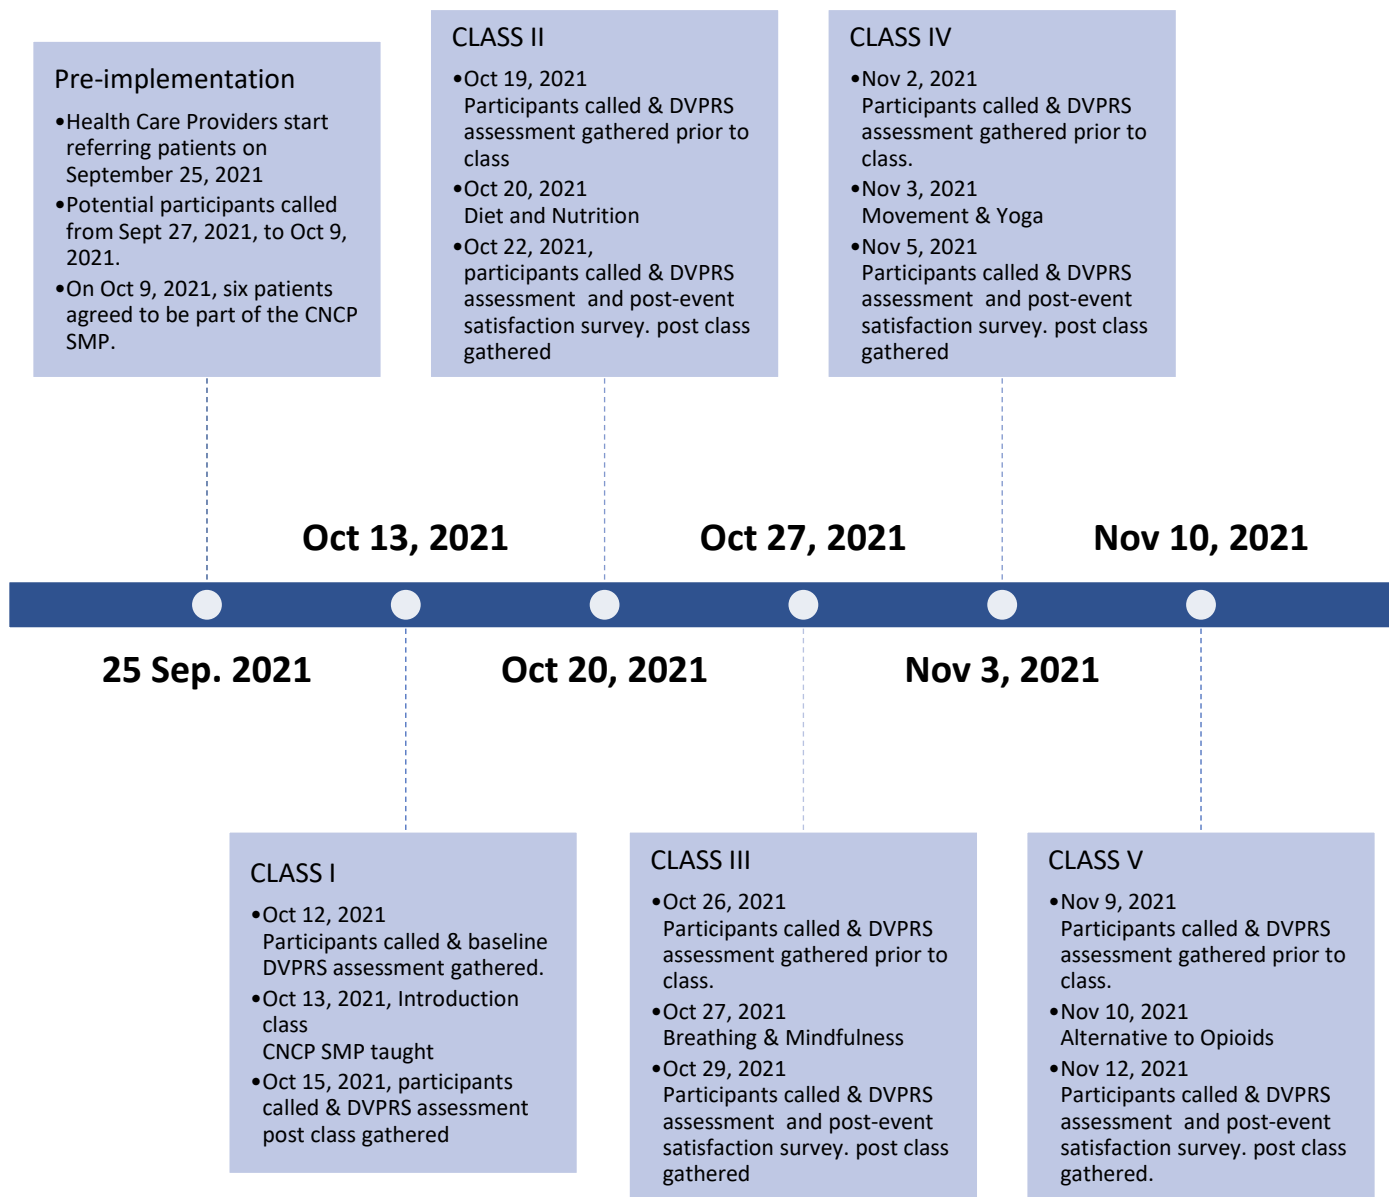 Pre-implementation
•Health Care Providers start
referring patients on
September 25, 2021
•Potential participants called
from Sept 27, 2021, to Oct 9,
2021.
•On Oct 9, 2021, six patients
agreed to be part of the CNCP
SMP.
CLASS II
•Oct 19, 2021
Participants called & DVPRS
assessment gathered prior to
class
•Oct 20, 2021
Diet and Nutrition
•Oct 22, 2021,
participants called & DVPRS
assessment  and post-event
satisfaction survey. post class
gathered
CLASS IV
•Nov 2, 2021
Participants called & DVPRS
assessment gathered prior to
class.
•Nov 3, 2021
Movement & Yoga
•Nov 5, 2021
Participants called & DVPRS
assessment  and post-event
satisfaction survey. post class
gathered
Oct 13, 2021
Oct 27, 2021
Nov 10, 2021
25 Sep. 2021
Oct 20, 2021
Nov 3, 2021
CLASS I
•Oct 12, 2021
Participants called & baseline
DVPRS assessment gathered.
•Oct 13, 2021, Introduction
class
CNCP SMP taught
•Oct 15, 2021, participants
called & DVPRS assessment
post class gathered
CLASS III
•Oct 26, 2021
Participants called & DVPRS
assessment gathered prior to
class.
•Oct 27, 2021
Breathing & Mindfulness
•Oct 29, 2021
Participants called & DVPRS
assessment  and post-event
satisfaction survey. post class
gathered
CLASS V
•Nov 9, 2021
Participants called & DVPRS
assessment gathered prior to
class.
•Nov 10, 2021
Alternative to Opioids
•Nov 12, 2021
Participants called & DVPRS
assessment  and post-event
satisfaction survey. post class
gathered.